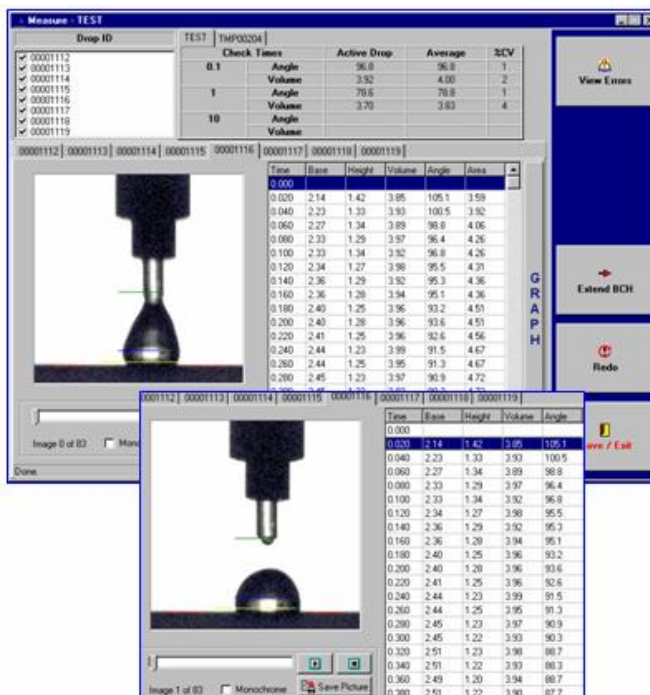 Measure - TEST
Drop ID
00001112
00001113
00001114
00001115
00001116
00001117
00001118
00001119
TEST TMP00204
Check Times Active Drop Average %CV
0.1 Angle 96.8 96.8 1
Volume 3.92 4.00 2
1 Angle 78.6 78.8 1
Volume 3.70 3.83 4
10 Angle
Volume
View Errors
Extend BCH
Redo
Save / Exit
00001112 00001113 00001114 00001115 00001116 00001117 00001118 00001119
Time Base Height Volume Angle Area
0.000
0.020 2.14 1.42 3.85 105.1 3.59
0.040 2.23 1.33 3.93 100.5 3.92
0.060 2.27 1.34 3.89 98.8 4.06
0.080 2.33 1.29 3.97 96.4 4.26
0.100 2.33 1.34 3.92 96.8 4.26
0.120 2.34 1.27 3.98 95.5 4.31
0.140 2.36 1.29 3.92 95.3 4.36
0.160 2.36 1.28 3.94 95.1 4.36
0.180 2.40 1.25 3.96 93.2 4.51
0.200 2.40 1.28 3.96 93.6 4.51
0.220 2.41 1.25 3.96 92.6 4.56
0.240 2.44 1.23 3.99 91.5 4.67
0.260 2.44 1.25 3.95 91.3 4.67
0.280 2.45 1.23 3.97 90.9 4.72
GRAPH
Image 0 of 83
Done.
00001113 00001114 00001115 00001116 00001117 00001118 00001119
Time Base Height Volume Angle
0.000
0.020 2.14 1.42 3.85 105.1
0.040 2.23 1.33 3.93 100.5
0.060 2.27 1.34 3.89 98.8
0.080 2.33 1.29 3.97 96.4
0.100 2.33 1.34 3.92 96.8
0.120 2.34 1.27 3.98 95.5
0.140 2.36 1.29 3.92 95.3
0.160 2.36 1.28 3.94 95.1
0.180 2.40 1.25 3.96 93.2
0.200 2.40 1.28 3.96 93.6
0.220 2.41 1.25 3.96 92.6
0.240 2.44 1.23 3.99 91.5
0.260 2.44 1.25 3.95 91.3
0.280 2.45 1.23 3.97 90.9
0.300 2.45 1.22 3.93 90.3
0.320 2.51 1.23 3.98 88.7
0.340 2.51 1.22 3.93 88.3
0.360 2.49 1.20 3.94 88.7
0.380 2.51 1.22 3.90 87.7
Image 1 of 83 Monochrome Save Picture